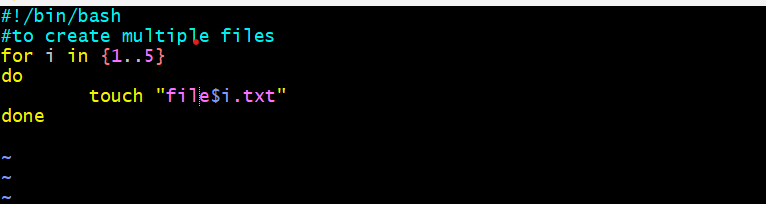 #!/bin/bash
#to create multiple files
for i in {1..5}
do
        touch "file$i.txt"
done
~
~
~